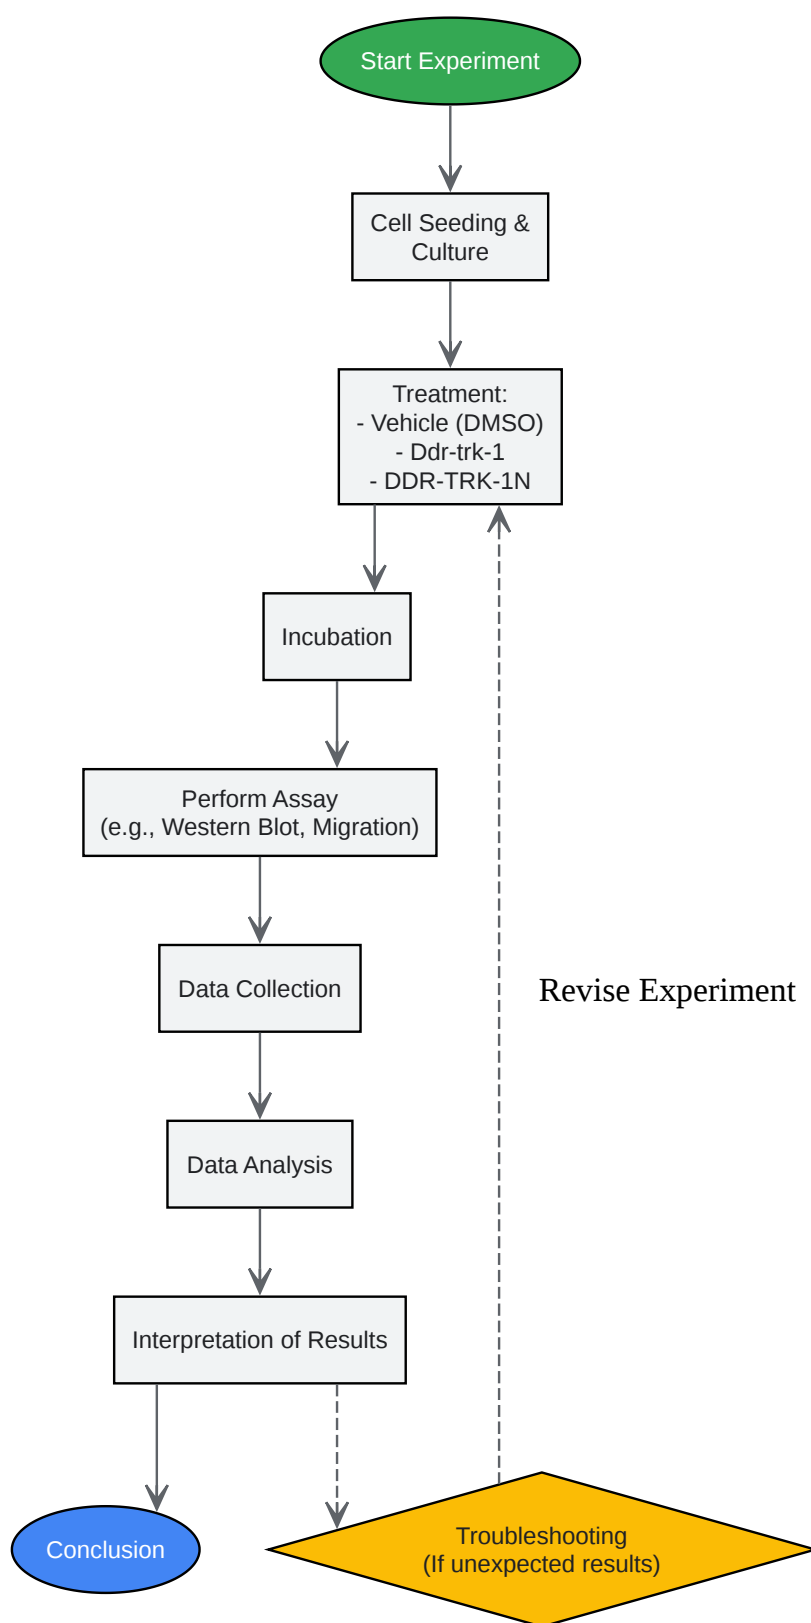 Start Experiment
Cell Seeding &
Culture
Treatment:
- Vehicle (DMSO)
- Ddr-trk-1
- DDR-TRK-1N
Incubation
Perform Assay
(e.g., Western Blot, Migration)
Data Collection
Revise Experiment
Data Analysis
Interpretation of Results
Conclusion
Troubleshooting
(If unexpected results)